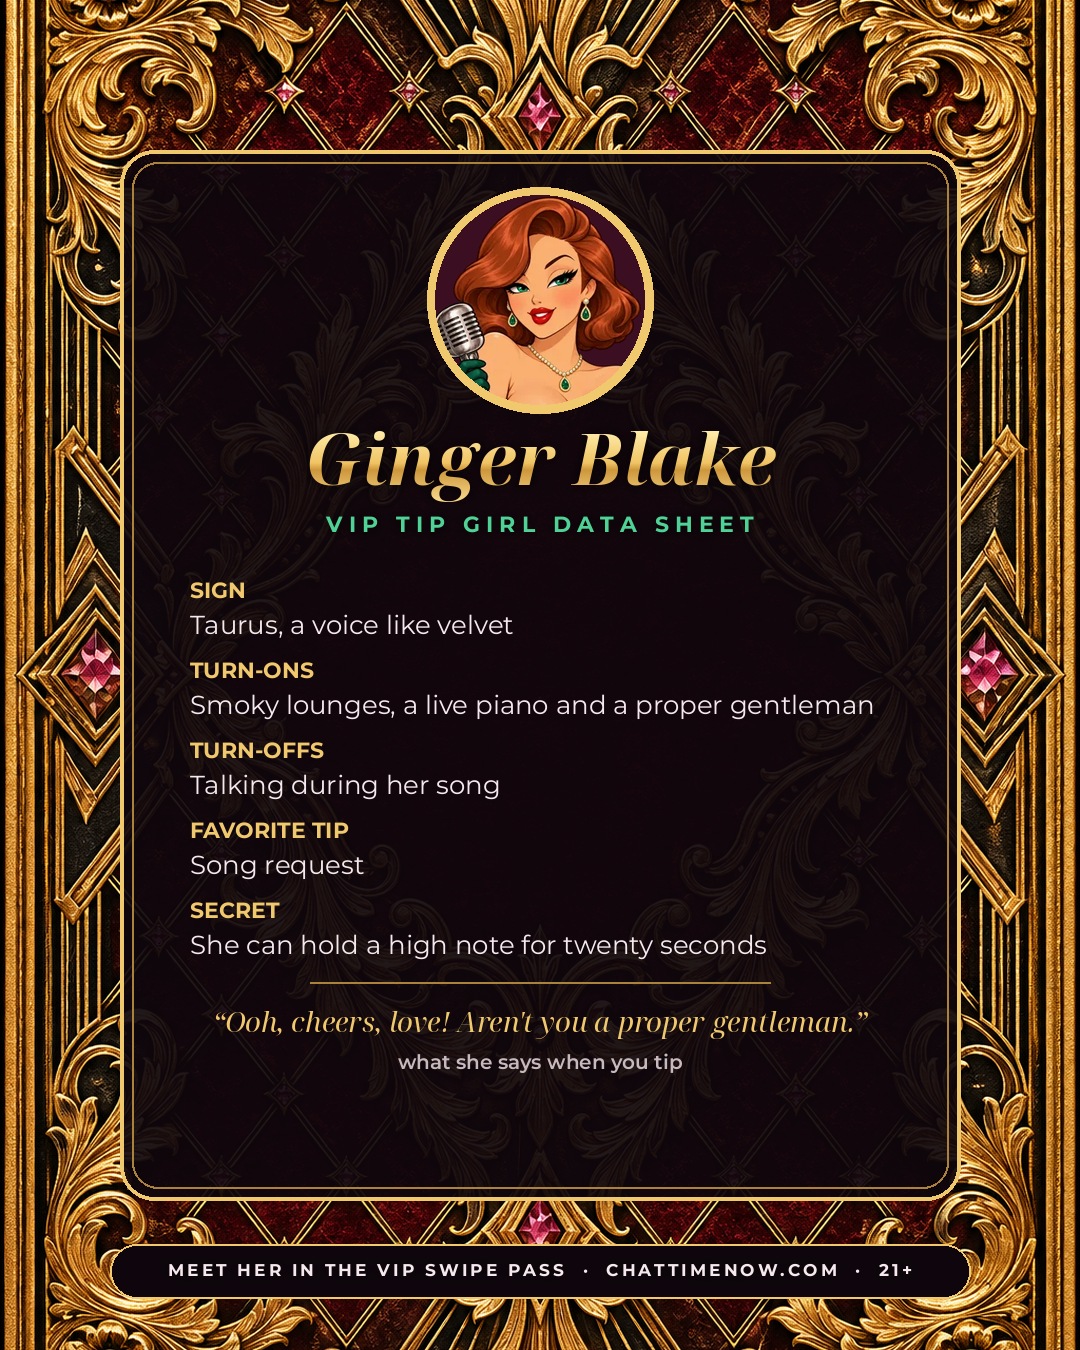 Ginger Blake
VIP TIP GIRL DATA SHEET
SIGN
Taurus, a voice like velvet
TURN-ONS
Smoky lounges, a live piano and a proper gentleman
TURN-OFFS
Talking during her song
FAVORITE TIP
Song request
SECRET
She can hold a high note for twenty seconds
“Ooh, cheers, love! Aren't you a proper gentleman.”
what she says when you tip
MEET HER IN THE VIP SWIPE PASS · CHATTIMENOW.COM · 21+